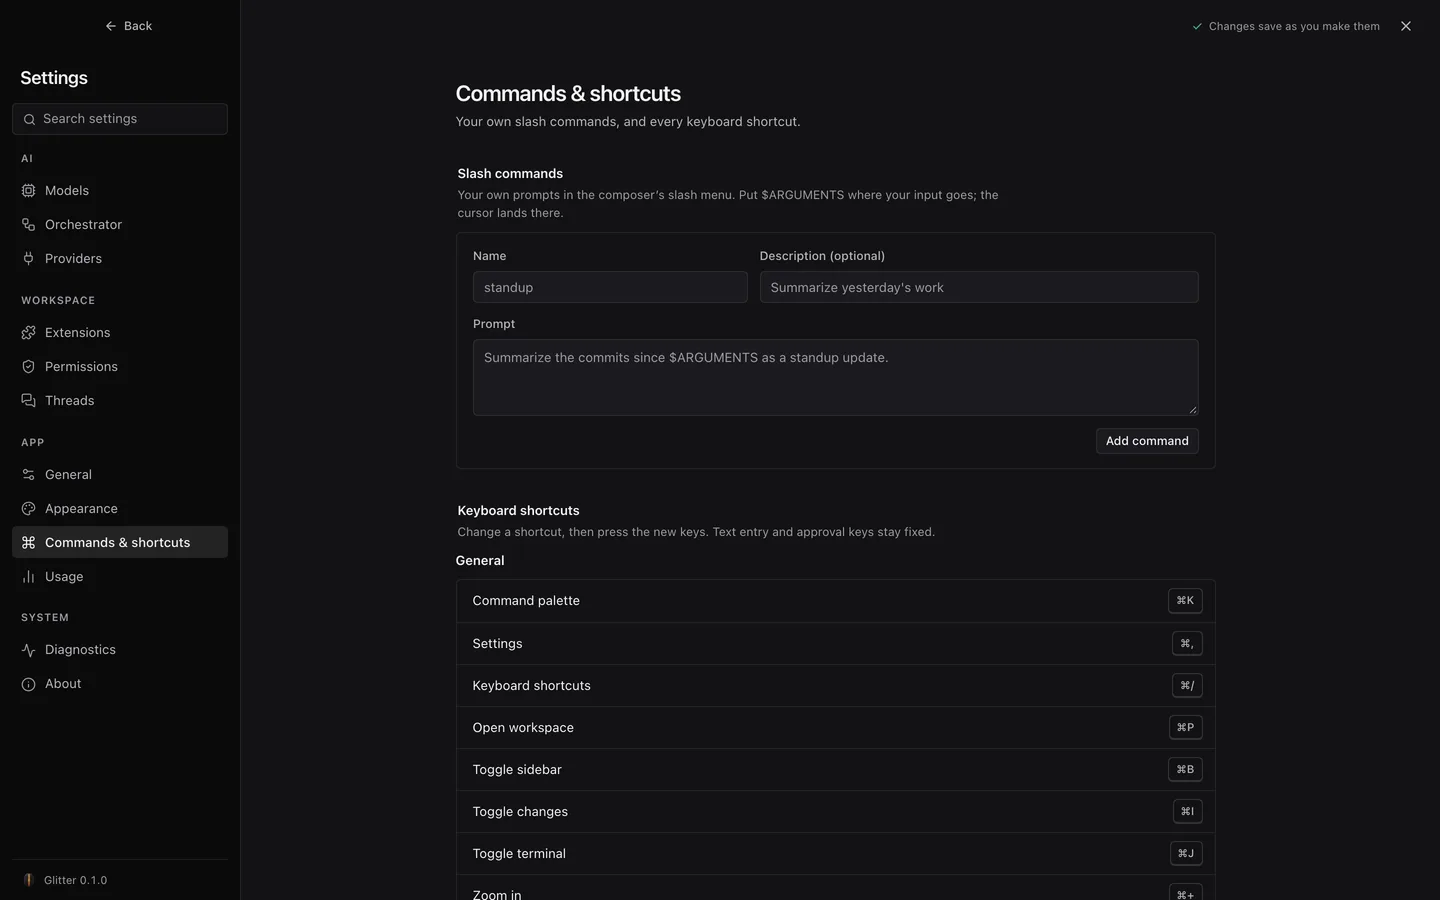 Back
Settings
Search settings
AI
Models
Orchestrator
Providers
WORKSPACE
Extensions
Permissions
Threads
APP
General
Appearance
Commands & shortcuts
Usage
SYSTEM
Diagnostics
About
Glitter 0.1.0
Changes save as you make them
Commands & shortcuts
Your own slash commands, and every keyboard shortcut.
Slash commands
Your own prompts in the composer's slash menu. Put $ARGUMENTS where your input goes; the
cursor lands there.
Name
Description (optional)
standup
Summarize yesterday's work
Prompt
Summarize the commits since $ARGUMENTS as a standup update.
Add command
Keyboard shortcuts
Change a shortcut, then press the new keys. Text entry and approval keys stay fixed.
General
Command palette ⌘K
Settings ⌘,
Keyboard shortcuts ⌘/
Open workspace ⌘P
Toggle sidebar ⌘B
Toggle changes ⌘I
Toggle terminal ⌘J
Zoom in ⌘+